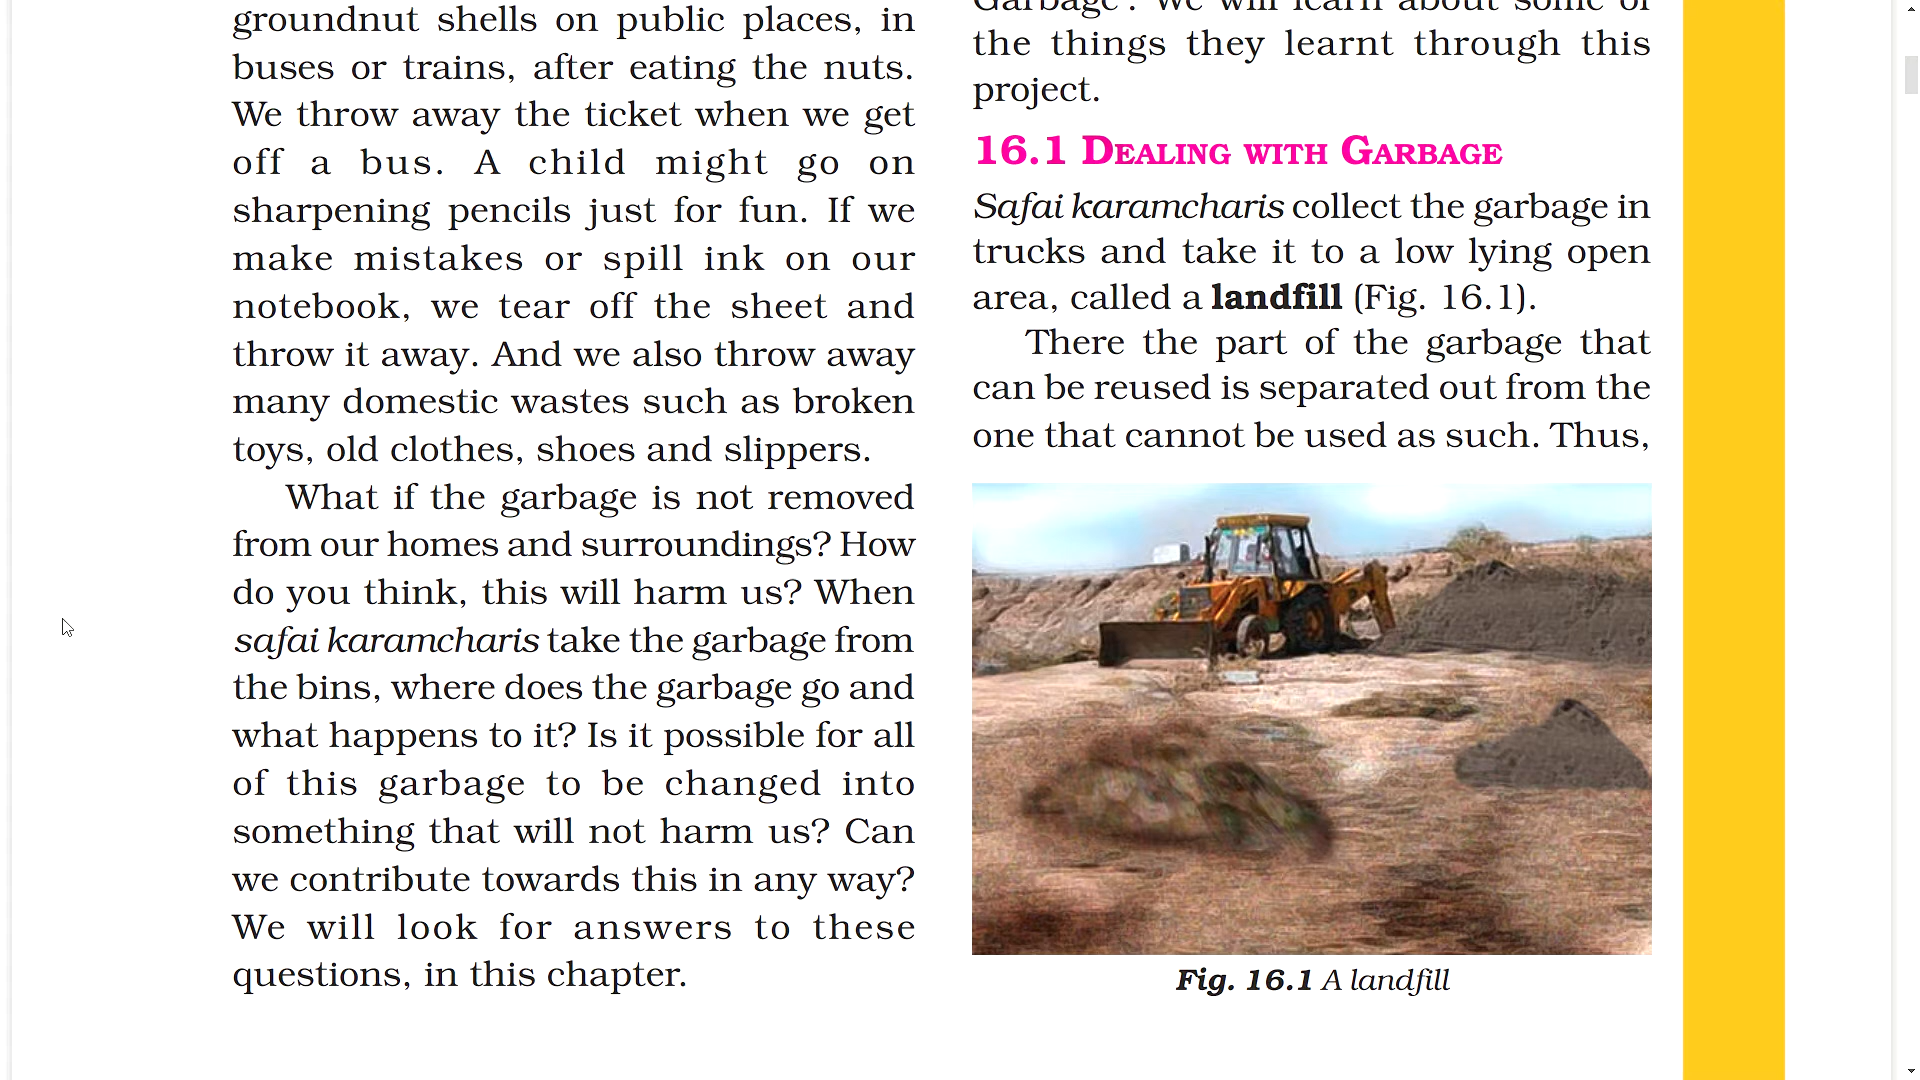 groundnut shells on public places, in
buses or trains, after eating the nuts.
We throw away the ticket when we get
off a bus. A child might go on
sharpening pencils just for fun. If we
make mistakes or spill ink on our
notebook, we tear off the sheet and
throw it away. And we also throw away
many domestic wastes such as broken
toys, old clothes, shoes and slippers.
What if the garbage is not removed
from our homes and surroundings? How
do you think, this will harm us? When
safai karamcharis take the garbage from
the bins, where does the garbage go and
what happens to it? Is it possible for all
of this garbage to be changed into
something that will not harm us? Can
we contribute towards this in any way?
We will look for answers to these
questions, in this chapter.
Garbage'. We will learn about some of
the things they learnt through this
project.
16.1 DEALING WITH GARBAGE
Safai karamcharis collect the garbage in
trucks and take it to a low lying open
area, called a landfill (Fig. 16.1).
There the part of the garbage that
can be reused is separated out from the
one that cannot be used as such. Thus,
Fig. 16.1 A landfill